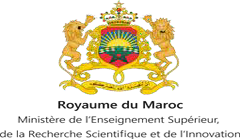 Royaume du Maroc
Ministère de l'Enseignement Supérieur,
de la Recherche Scientifique et de l'Innovation